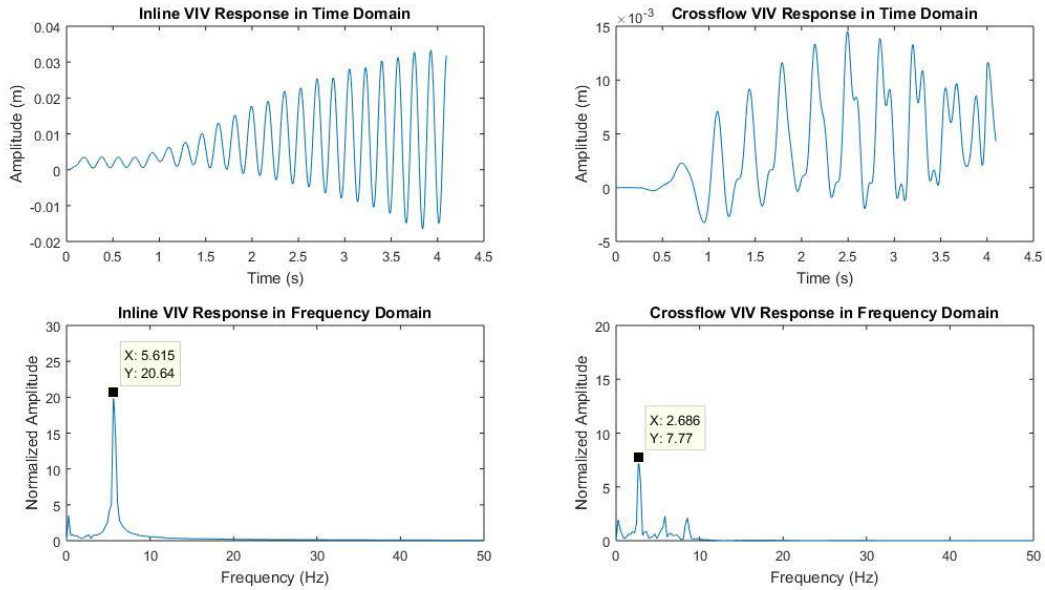 Inline VIV Response in Time Domain
0.04
0.03
0.02
0.01
0
-0.01
-0.02
Amplitude (m)
0 0.5 1 1.5 2 2.5 3 3.5 4 4.5
Time (s)
Crossflow VIV Response in Time Domain
× 10⁻³
15
10
5
0
-5
Amplitude (m)
0 0.5 1 1.5 2 2.5 3 3.5 4 4.5
Time (s)
Inline VIV Response in Frequency Domain
30
25
20
15
10
5
0
Normalized Amplitude
X: 5.615
Y: 20.64
0 10 20 30 40 50
Frequency (Hz)
Crossflow VIV Response in Frequency Domain
20
15
10
5
0
Normalized Amplitude
X: 2.686
Y: 7.77
0 10 20 30 40 50
Frequency (Hz)